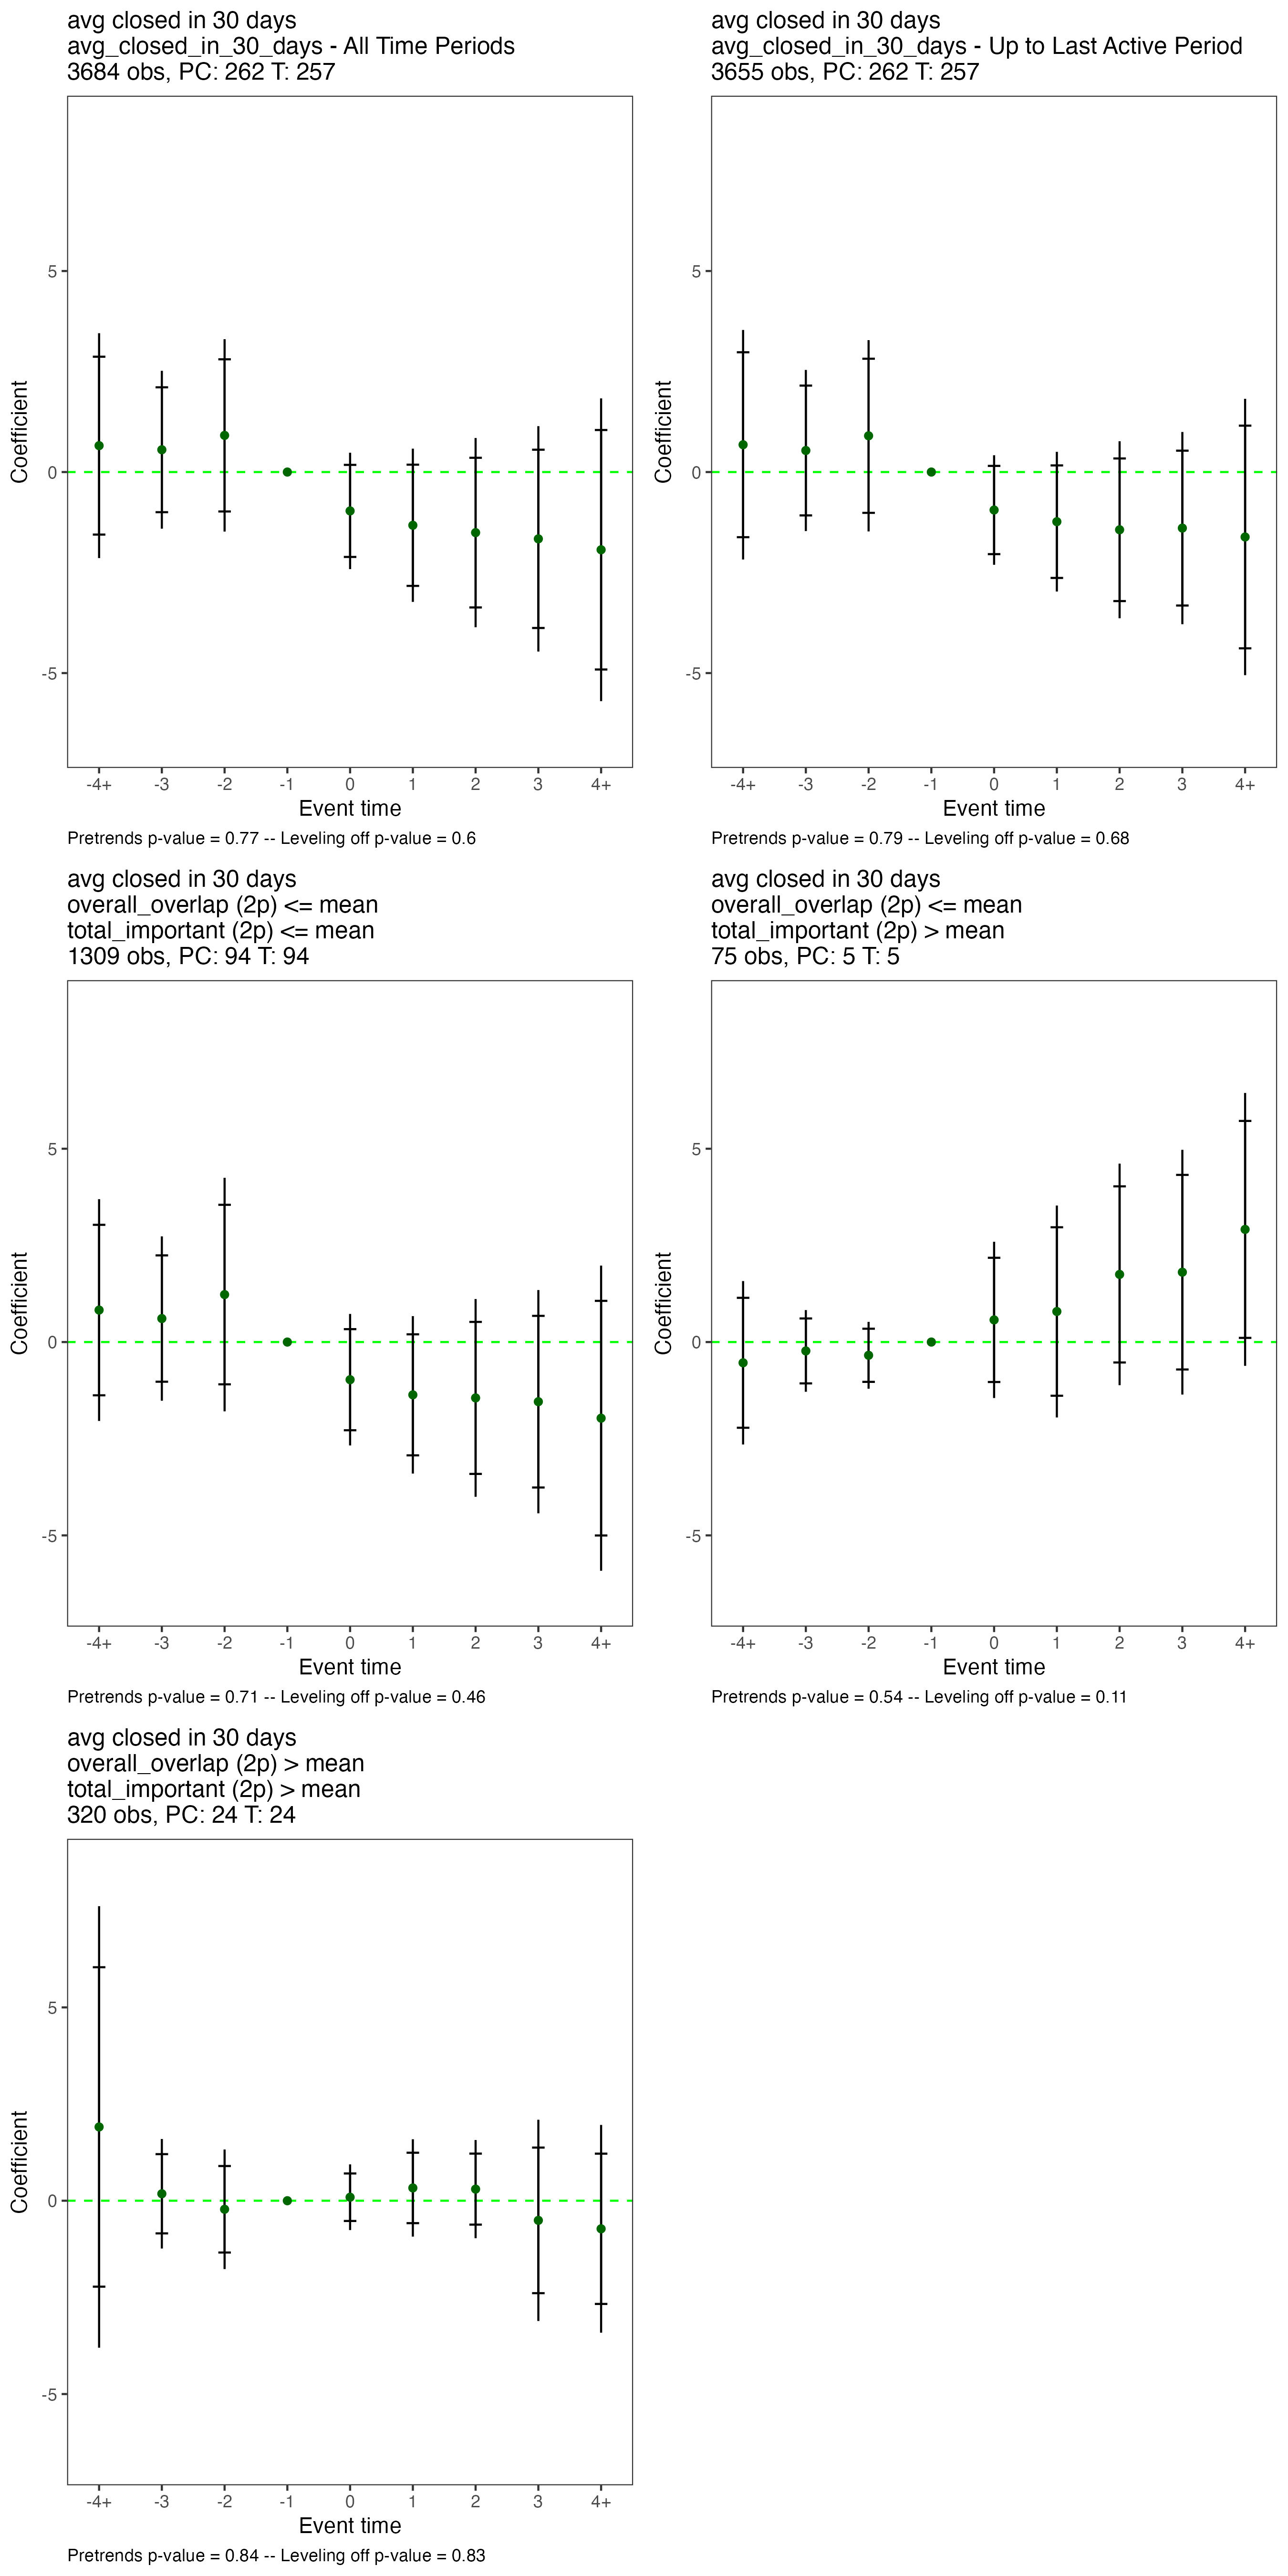 avg closed in 30 days
avg_closed_in_30_days - All Time Periods
3684 obs, PC: 262 T: 257
Coefficient
5
0
-5
-4+ -3 -2 -1 0 1 2 3 4+
Event time
Pretrends p-value = 0.77 -- Leveling off p-value = 0.6
avg closed in 30 days
avg_closed_in_30_days - Up to Last Active Period
3655 obs, PC: 262 T: 257
Coefficient
5
0
-5
-4+ -3 -2 -1 0 1 2 3 4+
Event time
Pretrends p-value = 0.79 -- Leveling off p-value = 0.68
avg closed in 30 days
overall_overlap (2p) <= mean
total_important (2p) <= mean
1309 obs, PC: 94 T: 94
Coefficient
5
0
-5
-4+ -3 -2 -1 0 1 2 3 4+
Event time
Pretrends p-value = 0.71 -- Leveling off p-value = 0.46
avg closed in 30 days
overall_overlap (2p) <= mean
total_important (2p) > mean
75 obs, PC: 5 T: 5
Coefficient
5
0
-5
-4+ -3 -2 -1 0 1 2 3 4+
Event time
Pretrends p-value = 0.54 -- Leveling off p-value = 0.11
avg closed in 30 days
overall_overlap (2p) > mean
total_important (2p) > mean
320 obs, PC: 24 T: 24
Coefficient
5
0
-5
-4+ -3 -2 -1 0 1 2 3 4+
Event time
Pretrends p-value = 0.84 -- Leveling off p-value = 0.83